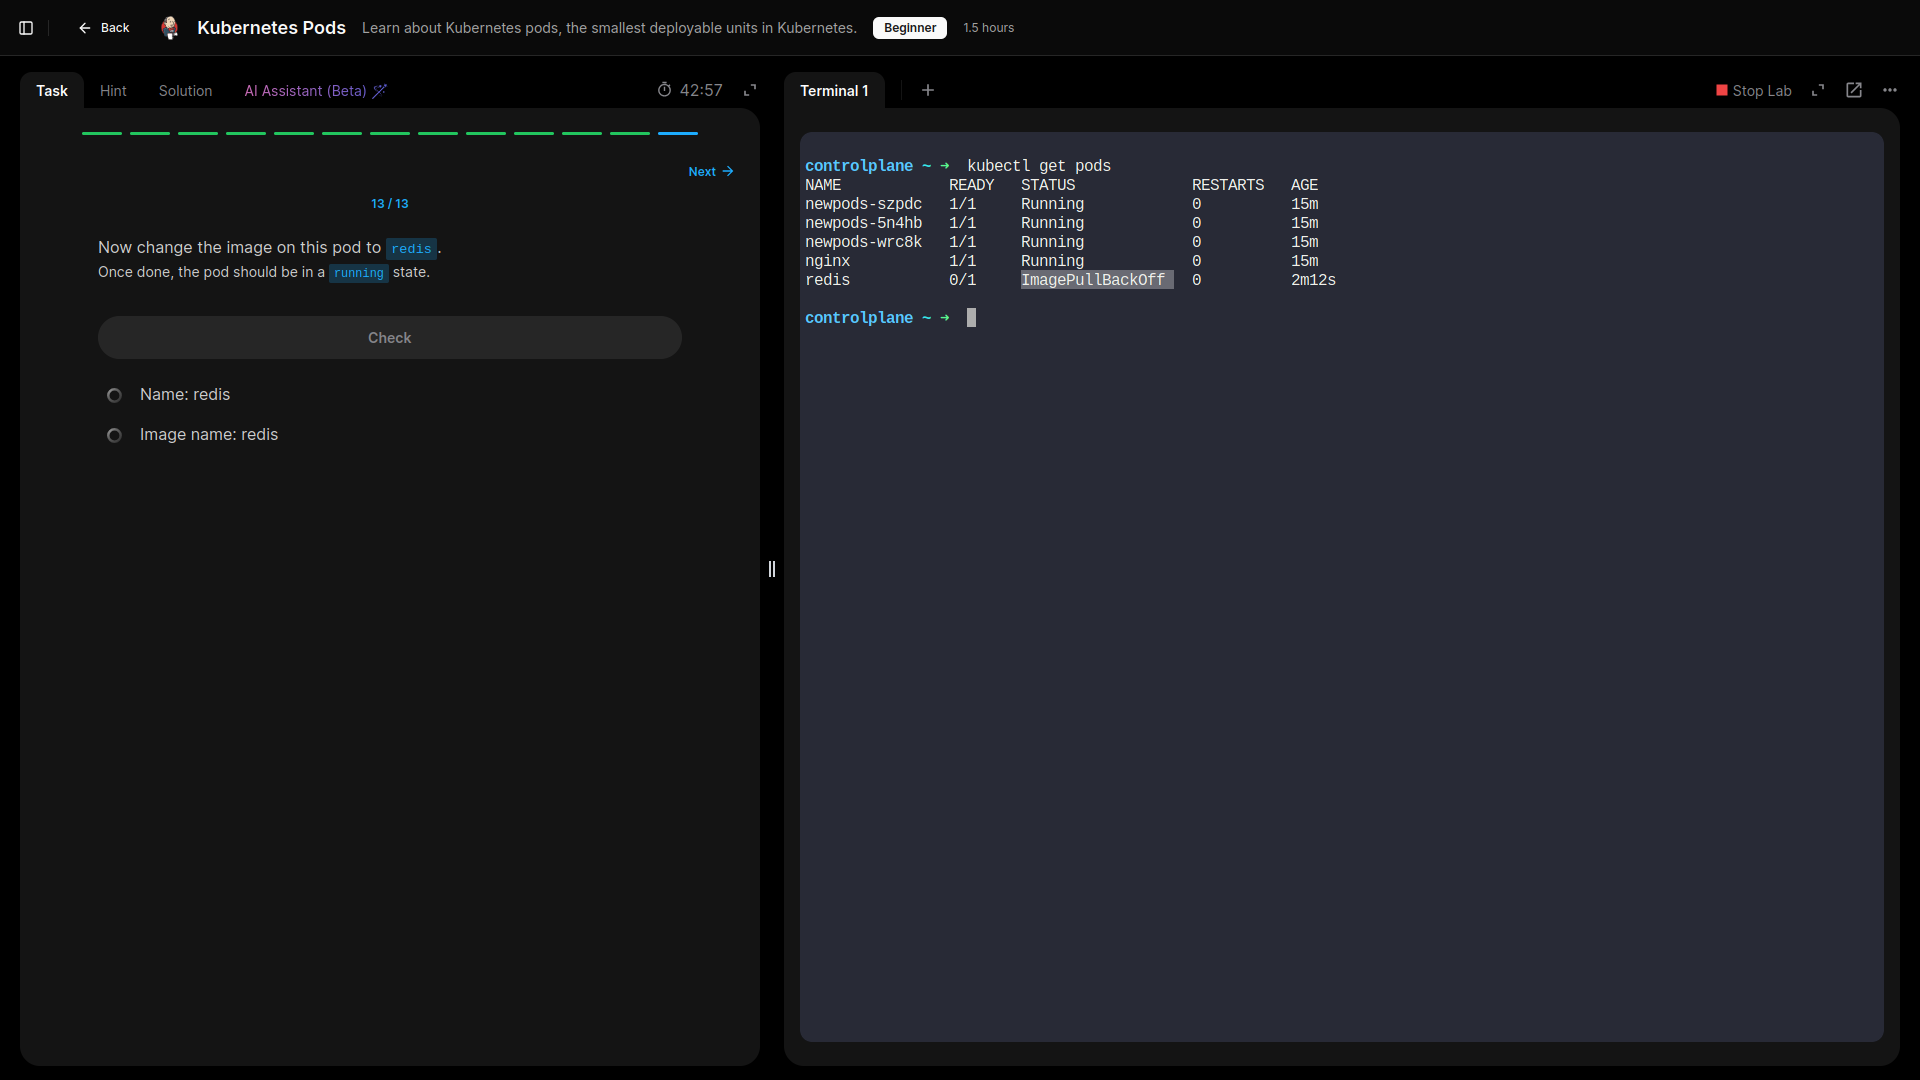 Back
Kubernetes Pods
Learn about Kubernetes pods, the smallest deployable units in Kubernetes.
Beginner
1.5 hours
Task
Hint
Solution
AI Assistant (Beta)
42:57
Next →
13 / 13
Now change the image on this pod to redis.
Once done, the pod should be in a running state.
Check
Name: redis
Image name: redis
Terminal 1
+
Stop Lab
controlplane ~ ➜  kubectl get pods
NAME            READY   STATUS             RESTARTS   AGE
newpods-szpdc   1/1     Running            0          15m
newpods-5n4hb   1/1     Running            0          15m
newpods-wrc8k   1/1     Running            0          15m
nginx           1/1     Running            0          15m
redis           0/1     ImagePullBackOff   0          2m12s
controlplane ~ ➜